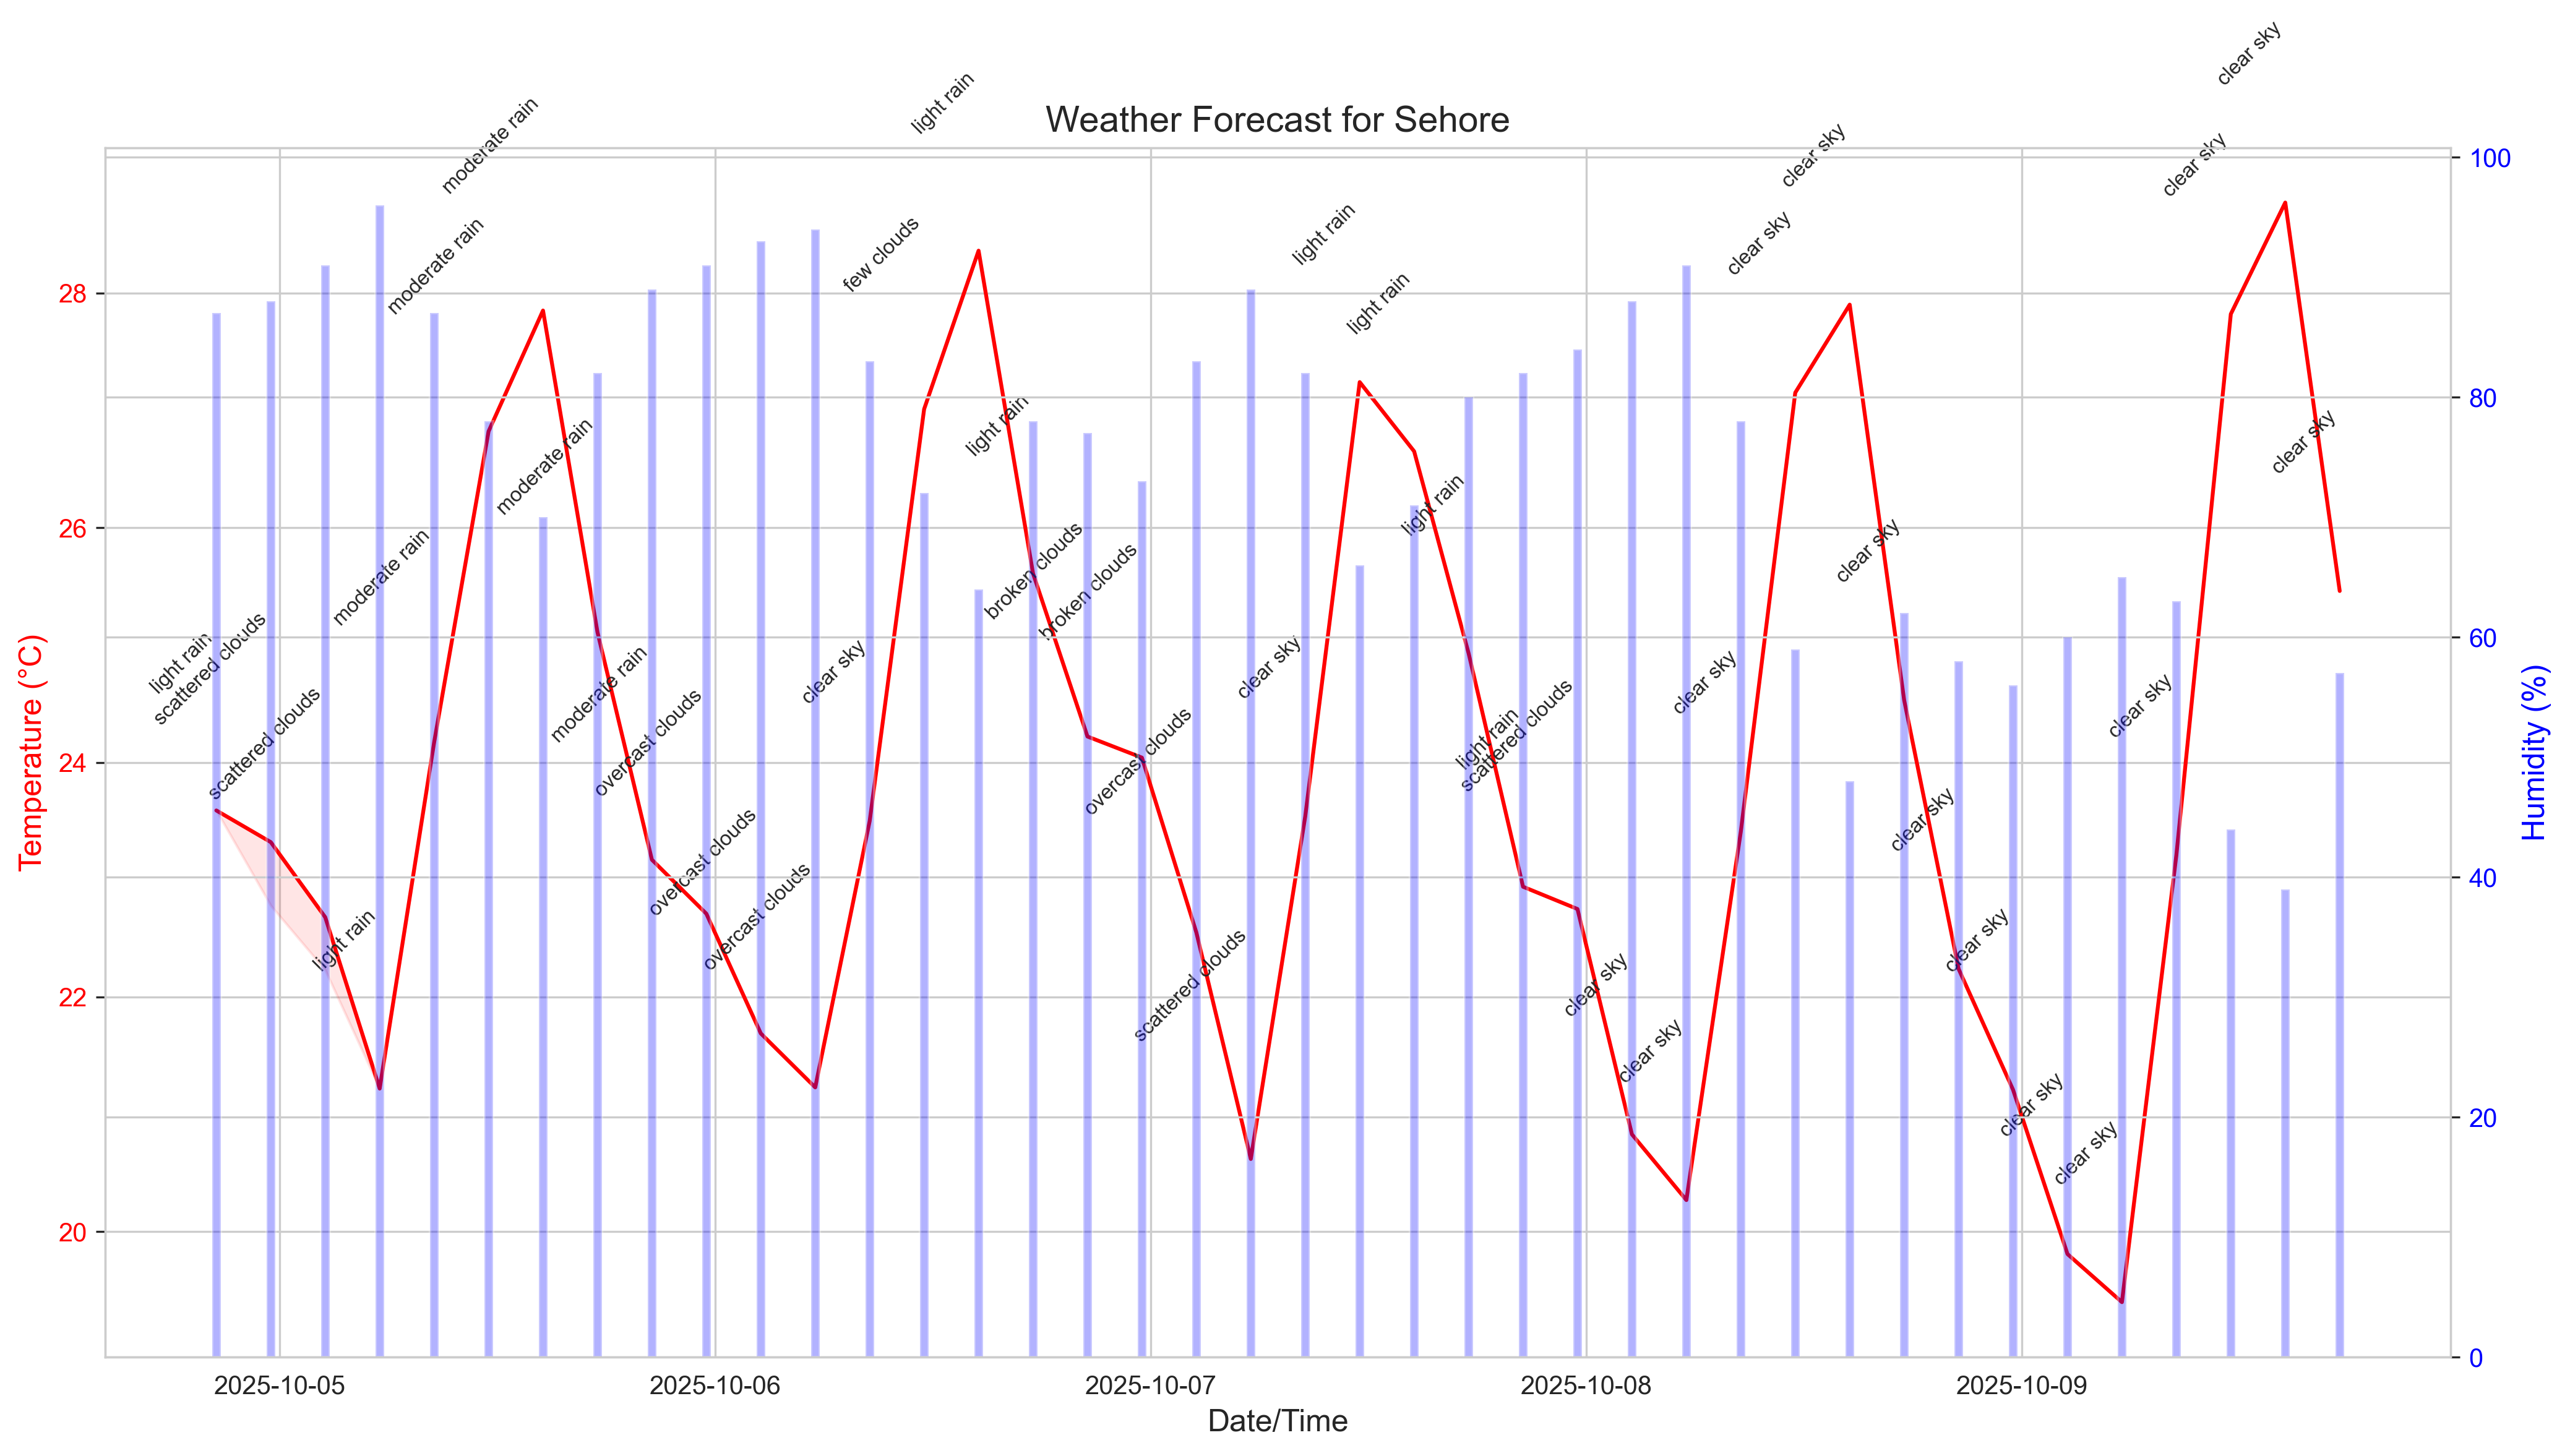 Weather Forecast for Sehore
Temperature (°C)
28
26
24
22
20
Humidity (%)
100
80
60
40
20
0
light rain
scattered clouds
scattered clouds
light rain
moderate rain
moderate rain
moderate rain
moderate rain
moderate rain
overcast clouds
overcast clouds
overcast clouds
clear sky
few clouds
light rain
light rain
broken clouds
broken clouds
overcast clouds
scattered clouds
clear sky
light rain
light rain
light rain
light rain
scattered clouds
clear sky
clear sky
clear sky
clear sky
clear sky
clear sky
clear sky
clear sky
clear sky
clear sky
clear sky
clear sky
clear sky
clear sky
2025-10-05
2025-10-06
2025-10-07
2025-10-08
2025-10-09
Date/Time